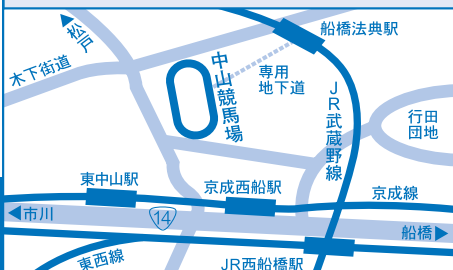 船橋法典駅
松戸
木下街道
中山競馬場
専用
地下道
JR武蔵野線
行田
団地
東中山駅
京成西船駅
京成線
市川
14
船橋
東西線
JR西船橋駅